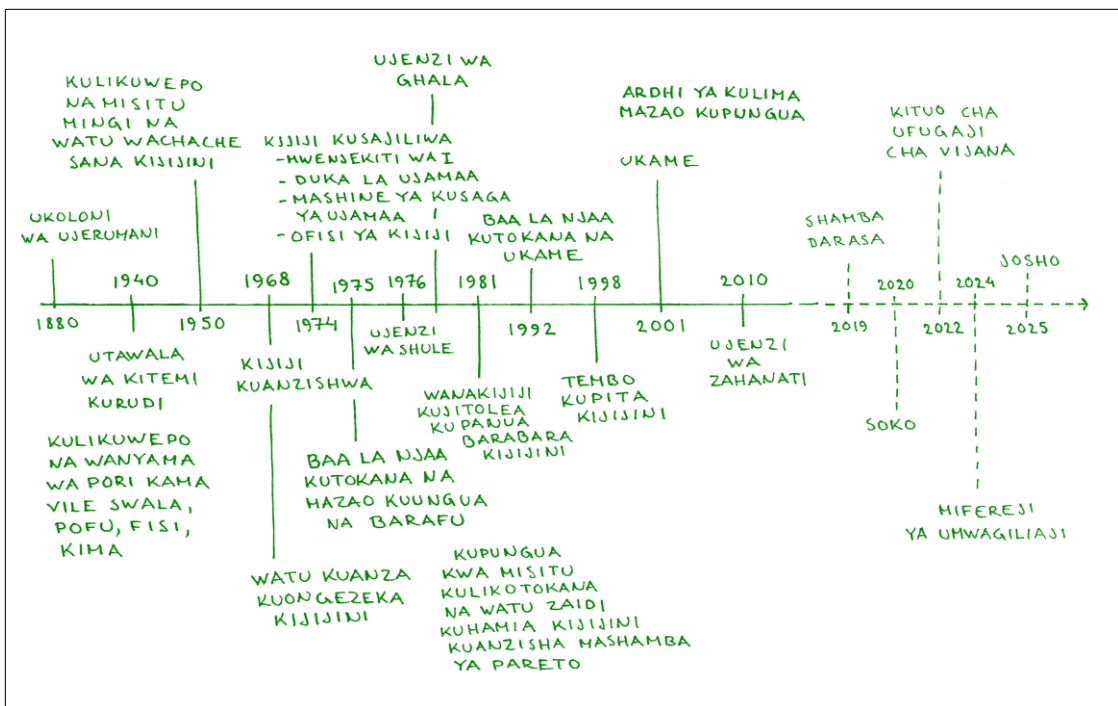 UJENZI WA
GHALA
KULIKUWEPO
NA MISITU
MINGI NA
WATU WACHACHE
SANA KIJIJINI
KIJIJI KUSAJILIWA
-MWENJEKITI WA I
- DUKA LA UJAMAA
- MASHINE YA KUSAGA
YA UJAMAA
- OFISI YA KIJIJI
ARDHI YA KULIMA
MAZAO KUPUNGUA
UKAME
KITUO CHA
UFUGAJI
CHA VIJANA
UKOLONI
WA UJERUMANI
BAA LA NJAA
KUTOKANA NA
UKAME
SHAMBA
DARASA
JOSHO
1880
1940
1950
1968
1974
1975
1976
1981
1992
1998
2001
2010
2019
2020
2022
2024
2025
UTAWALA
WA KITEMI
KURUDI
KULIKUWEPO
NA WANYAMA
WA PORI KAMA
VILE SWALA,
POFU, FISI,
KIMA
KIJIJI
KUANZISHWA
WATU KUANZA
KUONGEZEKA
KIJIJINI
BAA LA NJAA
KUTOKANA NA
MAZAO KUUNGUA
NA BARAFU
UJENZI
WA SHULE
WANAKIJIJI
KUJITOLEA
KUPANUA
BARABARA
KIJIJINI
KUPUNGUA
KWA MISITU
KULIKOTOKANA
NA WATU ZAIDI
KUHAMIA KIJIJINI
KUANZISHA MASHAMBA
YA PARETO
TEMBO
KUPITA
KIJIJINI
UJENZI
WA
ZAHANATI
SOKO
MIFEREJI
YA UMWAGILIAJI